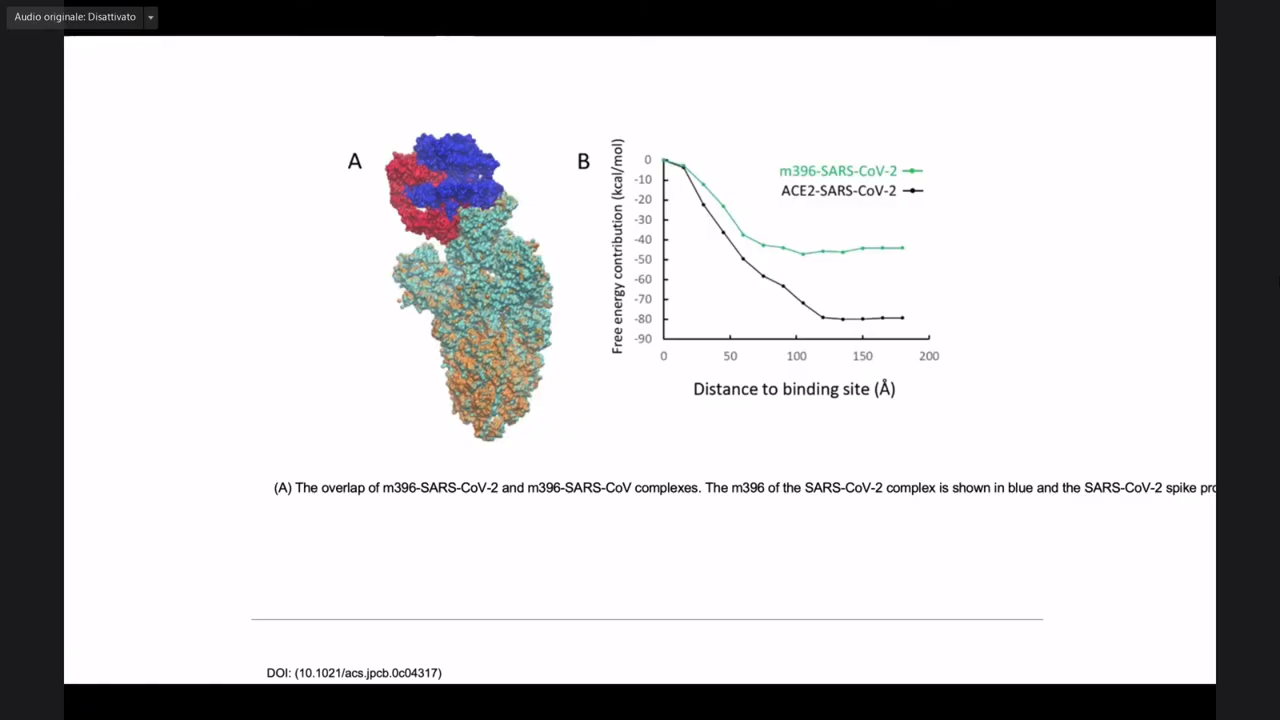 Audio originale: Disattivato
A
B
Free energy contribution (kcal/mol)
0
-10
-20
-30
-40
-50
-60
-70
-80
-90
m396-SARS-CoV-2
ACE2-SARS-CoV-2
0 50 100 150 200
Distance to binding site (Å)
(A) The overlap of m396-SARS-CoV-2 and m396-SARS-CoV complexes. The m396 of the SARS-CoV-2 complex is shown in blue and the SARS-CoV-2 spike
DOI: (10.1021/acs.jpcb.0c04317)